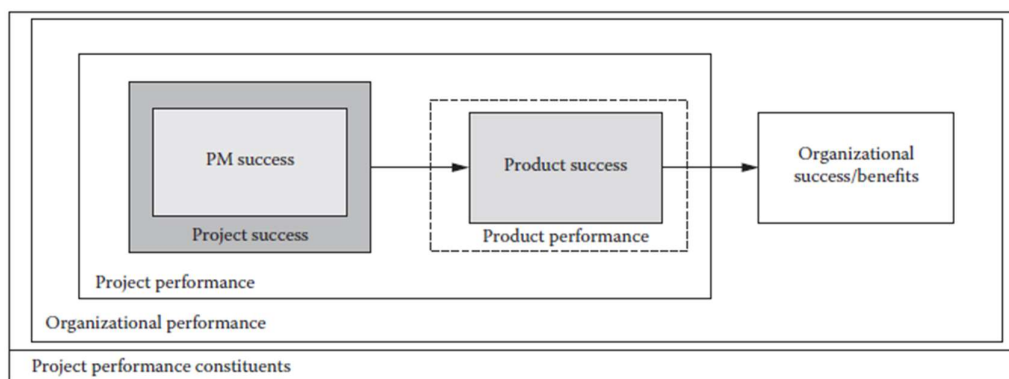 PM success
Project success
Product success
Product performance
Organizational
success/benefits
Project performance
Organizational performance
Project performance constituents